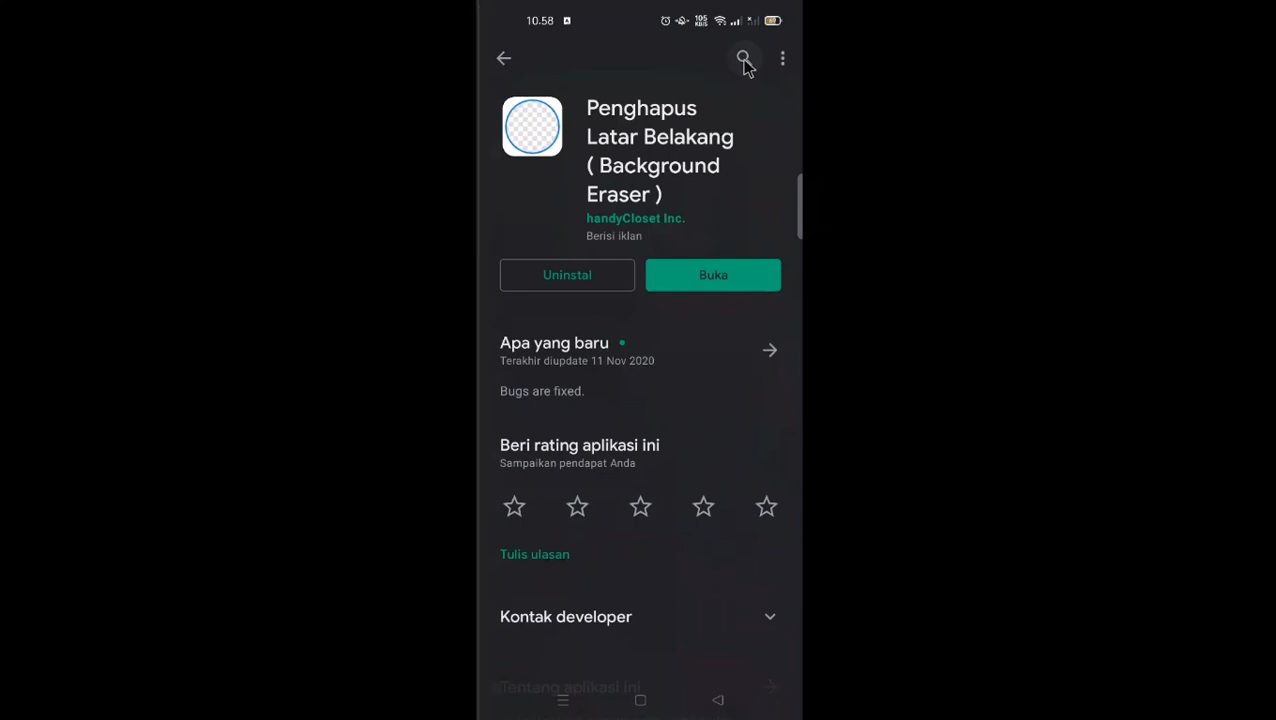 10.58
105
KB/S
Penghapus
Latar Belakang
( Background
Eraser )
handyCloset Inc.
Berisi iklan
Uninstal
Buka
Apa yang baru
Terakhir diupdate 11 Nov 2020
Bugs are fixed.
Beri rating aplikasi ini
Sampaikan pendapat Anda
Tulis ulasan
Kontak developer
Tentang aplikasi ini